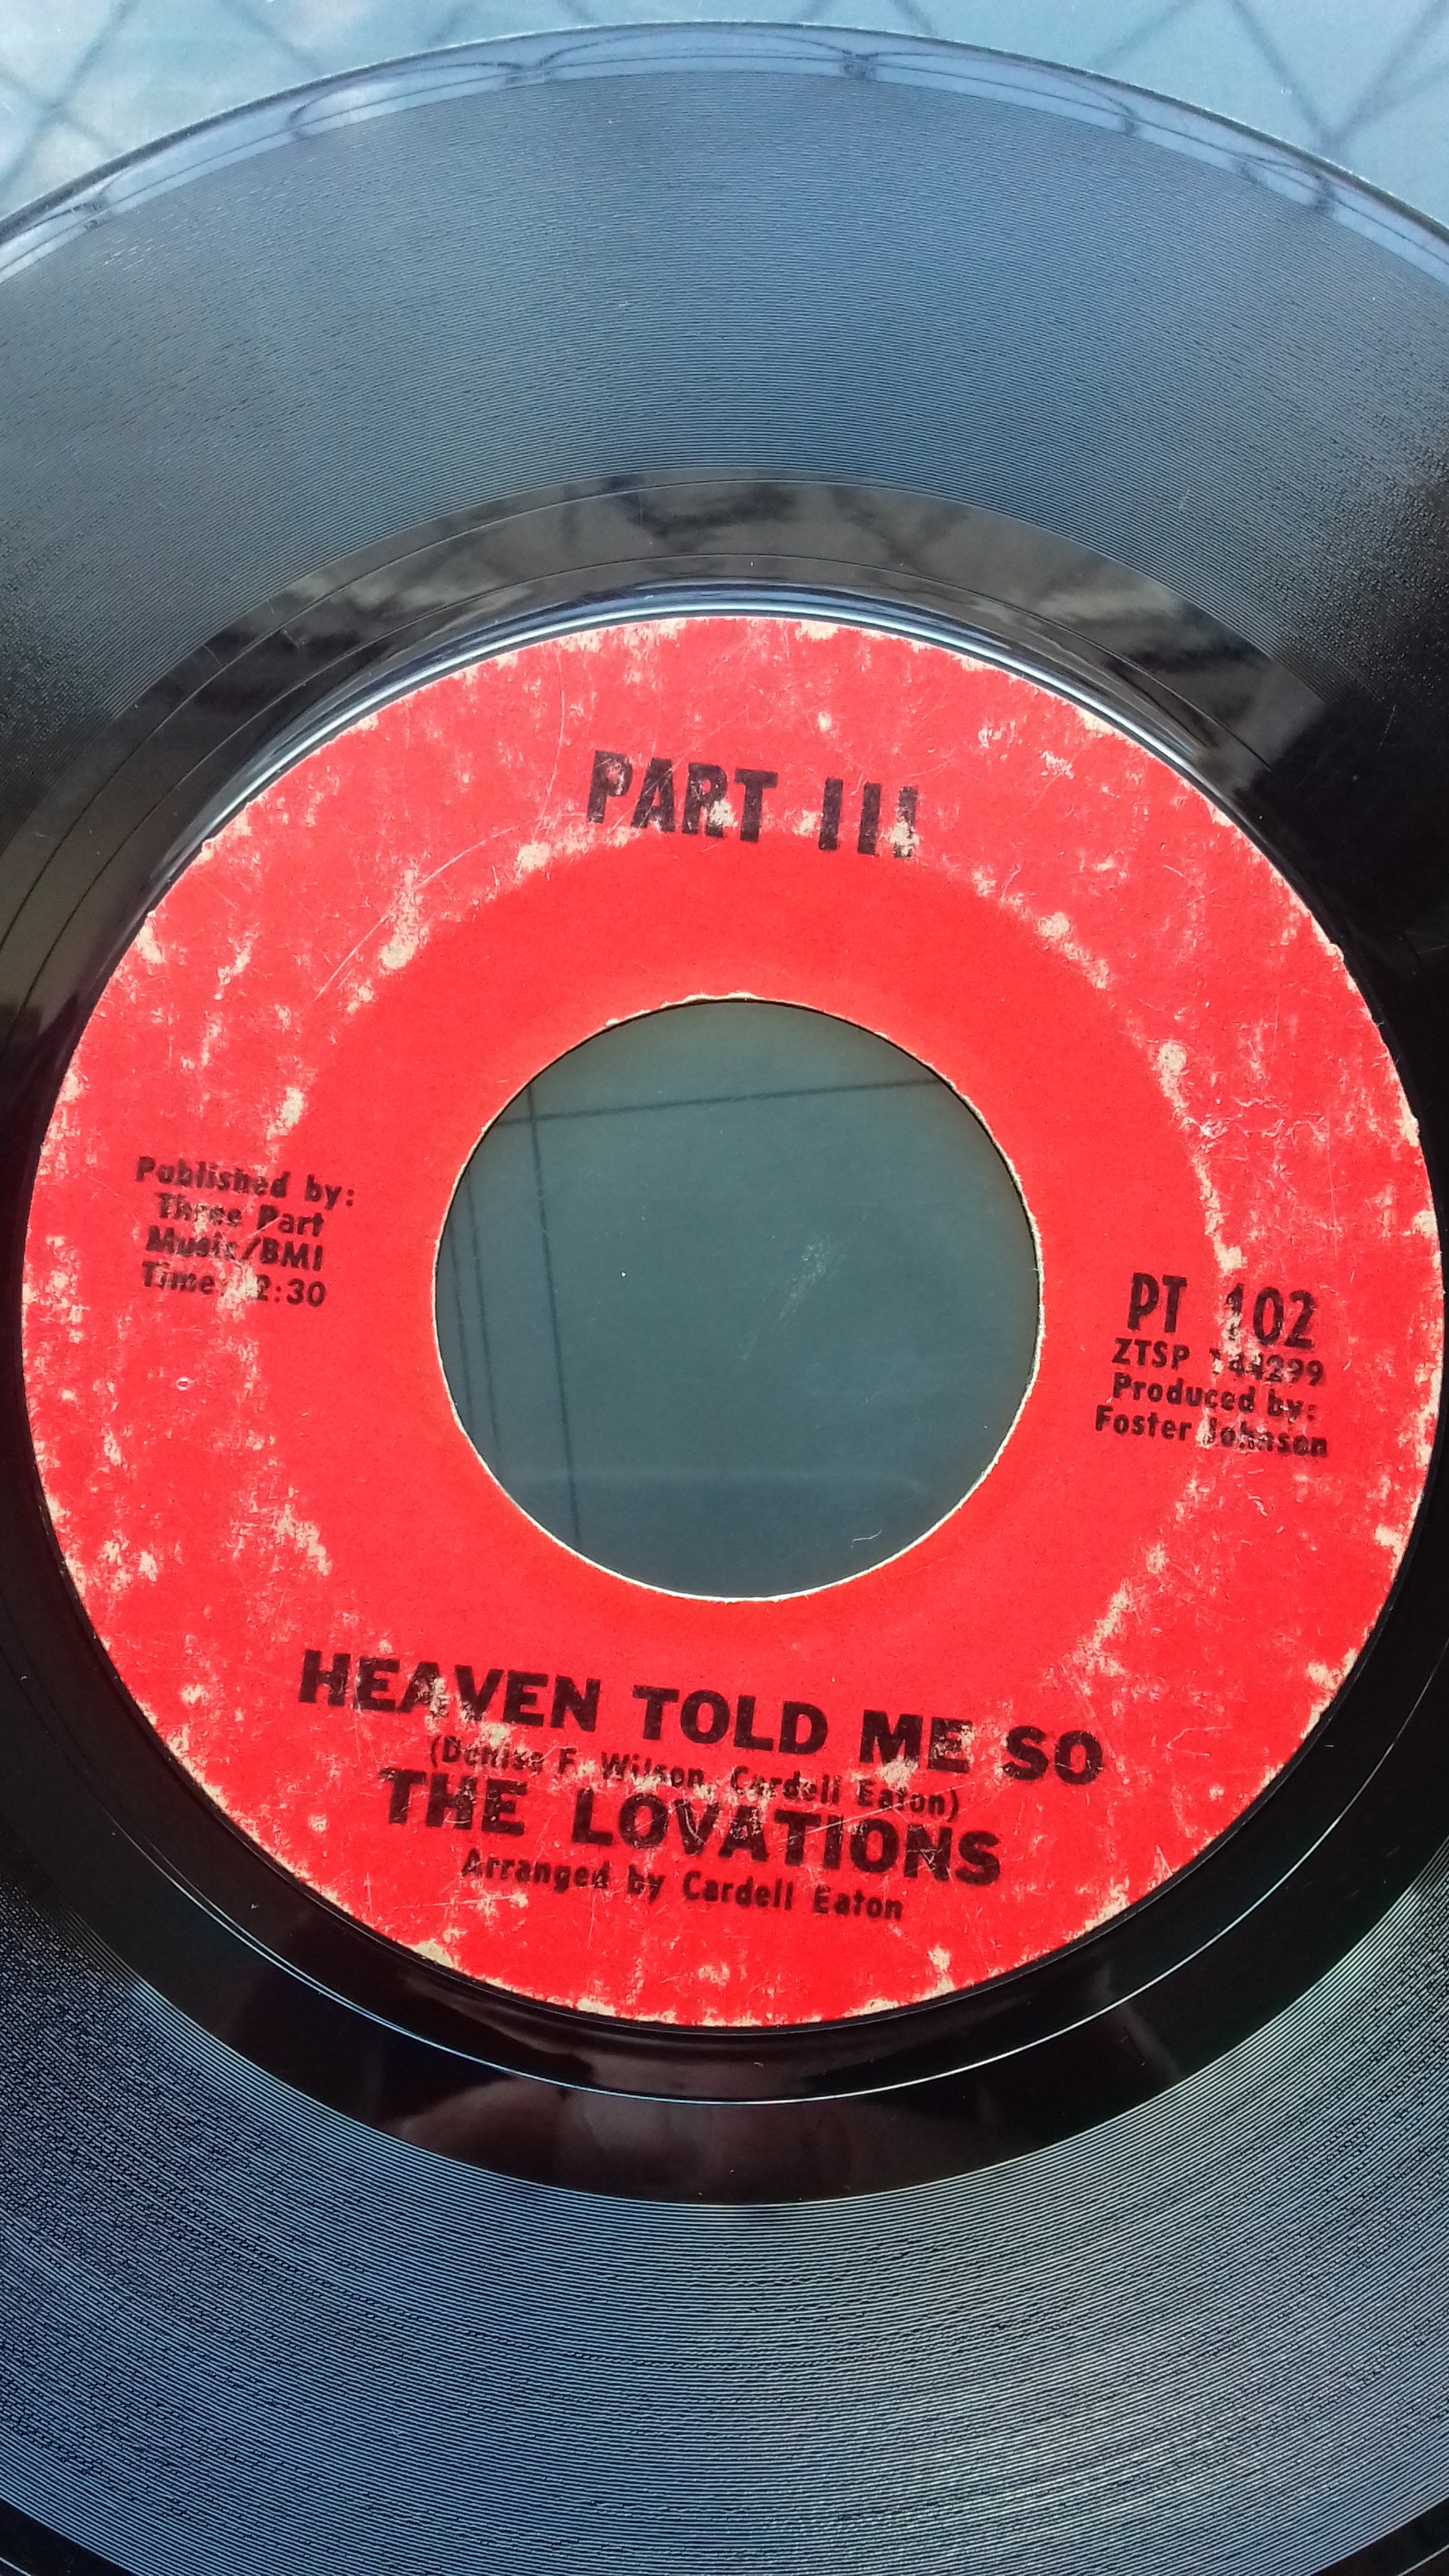 PART III
Published by:
Three Part
Music/BMI
Time: 2:30
PT 102
ZTSP 144299
Produced by:
Foster Johnson
HEAVEN TOLD ME SO
(Denise F. Wilson, Cardell Eaton)
THE LOVATIONS
Arranged by Cardell Eaton